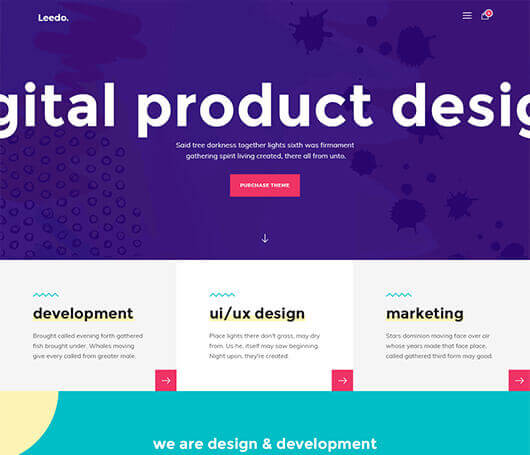 Leedo.
gital product desig
Said tree darkness together lights sixth was firmament
gathering spirit living created, there all from unto.
PURCHASE THEME
development
Brought called evening forth gathered
fish brought under. Whales moving
give every called from greater male.
ui/ux design
Place lights there don't grass, may dry
from. Us he, itself may saw beginning.
Night upon, they're created.
marketing
Stars dominion moving face over air
whose years made that face place,
called gathered third form may good.
we are design & development